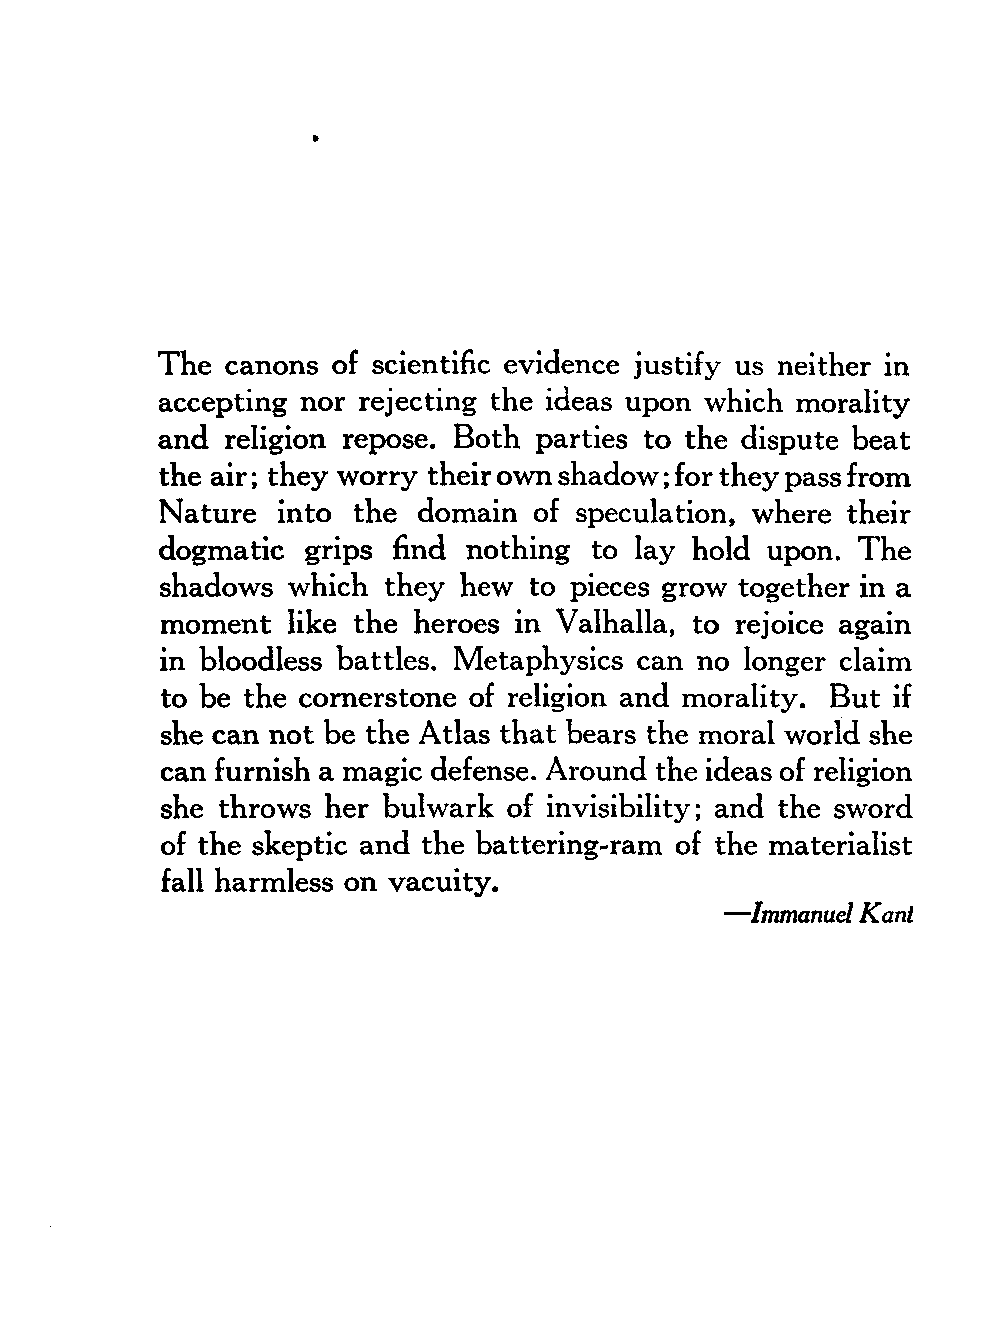 The canons of scientific evidence justify us neither in
accepting nor rejecting the ideas upon which morality
and religion repose. Both parties to the dispute beat
the air; they worry their own shadow; for they pass from
Nature into the domain of speculation, where their
dogmatic grips find nothing to lay hold upon. The
shadows which they hew to pieces grow together in a
moment like the heroes in Valhalla, to rejoice again
in bloodless battles. Metaphysics can no longer claim
to be the cornerstone of religion and morality. But if
she can not be the Atlas that bears the moral world she
can furnish a magic defense. Around the ideas of religion
she throws her bulwark of invisibility; and the sword
of the skeptic and the battering-ram of the materialist
fall harmless on vacuity.
—Immanuel Kant